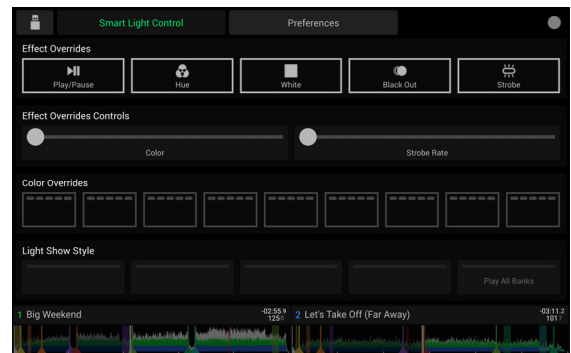 Smart Light Control Preferences
Effect Overrides
Play/Pause Hue White Black Out Strobe
Effect Overrides Controls
Color Strobe Rate
Color Overrides
Light Show Style
Play All Banks
1 Big Weekend -02:55.9 2 Let's Take Off (Far Away) -03:11.2
125.0 101.7